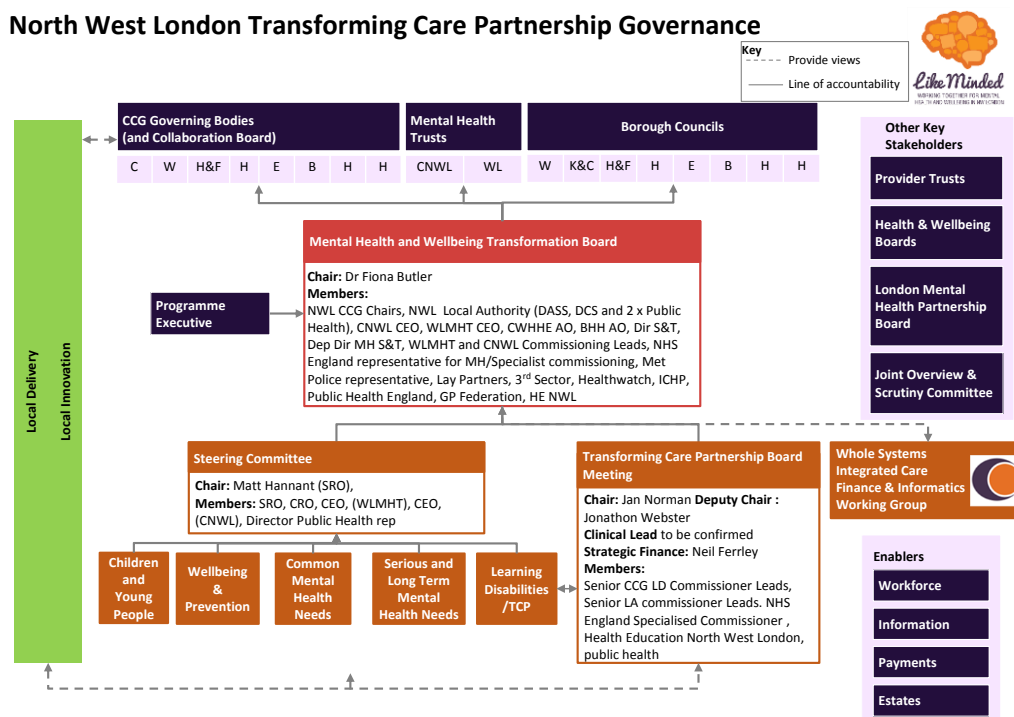 North West London Transforming Care Partnership Governance
Key
Provide views
Line of accountability
Like Minded
WORKING TOGETHER FOR MENTAL
HEALTH AND WELLBEING IN NW LONDON
Local Delivery
Local Innovation
CCG Governing Bodies
(and Collaboration Board)
C W H&F H E B H H
Mental Health
Trusts
CNWL WL
Borough Councils
W K&C H&F H E B H H
Other Key
Stakeholders
Provider Trusts
Health & Wellbeing
Boards
London Mental
Health Partnership
Board
Joint Overview &
Scrutiny Committee
Mental Health and Wellbeing Transformation Board
Chair: Dr Fiona Butler
Members:
NWL CCG Chairs, NWL Local Authority (DASS, DCS and 2 x Public
Health), CNWL CEO, WLMHT CEO, CWHHE AO, BHH AO, Dir S&T,
Dep Dir MH S&T, WLMHT and CNWL Commissioning Leads, NHS
England representative for MH/Specialist commissioning, Met
Police representative, Lay Partners, 3rd Sector, Healthwatch, ICHP,
Public Health England, GP Federation, HE NWL
Programme
Executive
Steering Committee
Chair: Matt Hannant (SRO),
Members: SRO, CRO, CEO, (WLMHT), CEO,
(CNWL), Director Public Health rep
Transforming Care Partnership Board
Meeting
Chair: Jan Norman Deputy Chair :
Jonathon Webster
Clinical Lead to be confirmed
Strategic Finance: Neil Ferrley
Members:
Senior CCG LD Commissioner Leads,
Senior LA commissioner Leads. NHS
England Specialised Commissioner ,
Health Education North West London,
public health
Whole Systems
Integrated Care
Finance & Informatics
Working Group
Children
and
Young
People
Wellbeing
&
Prevention
Common
Mental
Health
Needs
Serious and
Long Term
Mental
Health Needs
Learning
Disabilities
/TCP
Enablers
Workforce
Information
Payments
Estates